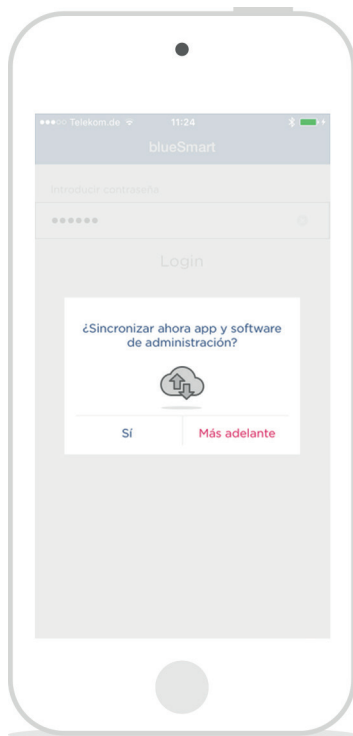 Telekom.de 11:24
blueSmart
Introducir contraseña
Login
¿Sincronizar ahora app y software
de administración?
Sí Más adelante